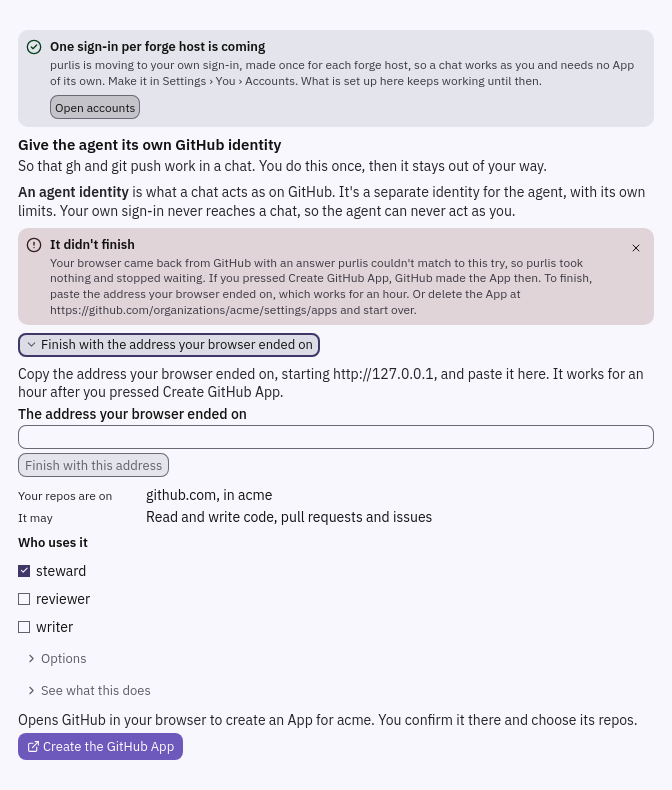 One sign-in per forge host is coming
purlis is moving to your own sign-in, made once for each forge host, so a chat works as you and needs no App
of its own. Make it in Settings › You › Accounts. What is set up here keeps working until then.
Open accounts
Give the agent its own GitHub identity
So that gh and git push work in a chat. You do this once, then it stays out of your way.
An agent identity is what a chat acts as on GitHub. It's a separate identity for the agent, with its own
limits. Your own sign-in never reaches a chat, so the agent can never act as you.
It didn't finish
Your browser came back from GitHub with an answer purlis couldn't match to this try, so purlis took
nothing and stopped waiting. If you pressed Create GitHub App, GitHub made the App then. To finish,
paste the address your browser ended on, which works for an hour. Or delete the App at
https://github.com/organizations/acme/settings/apps and start over.
Finish with the address your browser ended on
Copy the address your browser ended on, starting http://127.0.0.1, and paste it here. It works for an
hour after you pressed Create GitHub App.
The address your browser ended on
Finish with this address
Your repos are on github.com, in acme
It may Read and write code, pull requests and issues
Who uses it
steward
reviewer
writer
Options
See what this does
Opens GitHub in your browser to create an App for acme. You confirm it there and choose its repos.
Create the GitHub App